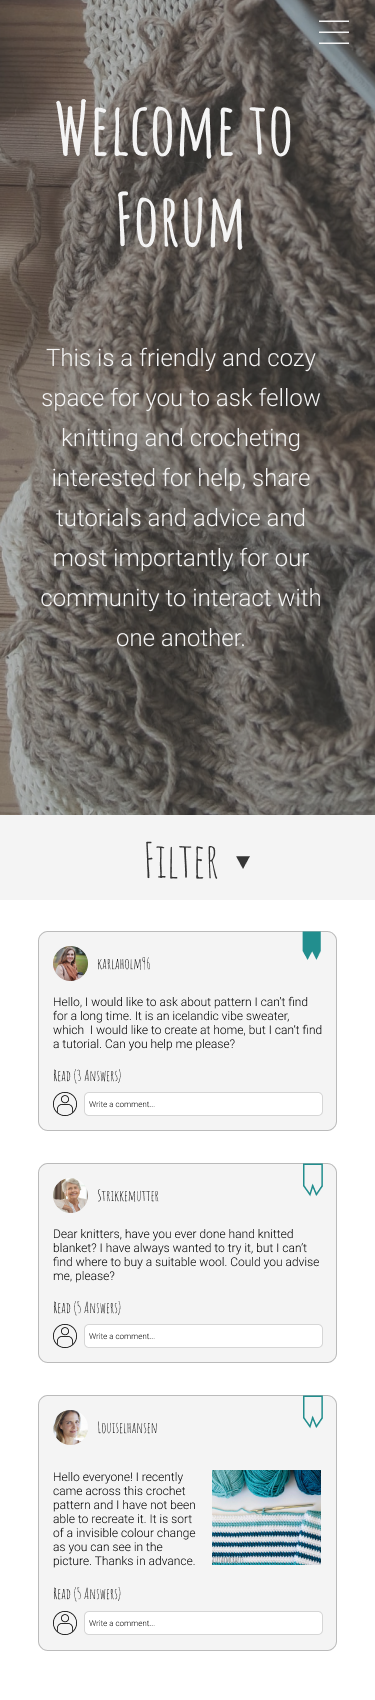 Welcome to
Forum
This is a friendly and cozy
space for you to ask fellow
knitting and crocheting
interested for help, share
tutorials and advice and
most importantly for our
community to interact with
one another.
Filter ▼
karlaholm96
Hello, I would like to ask about pattern I can't find
for a long time. It is an icelandic vibe sweater,
which I would like to create at home, but I can't find
a tutorial. Can you help me please?
Read (3 Answers)
Write a comment...
Strikkemutter
Dear knitters, have you ever done hand knitted
blanket? I have always wanted to try it, but I can't
find where to buy a suitable wool. Could you advise
me, please?
Read (5 Answers)
Write a comment...
Louiselhansen
Hello everyone! I recently
came across this crochet
pattern and I have not been
able to recreate it. It is sort
of a invisible colour change
as you can see in the
picture. Thanks in advance.
Read (5 Answers)
Write a comment...